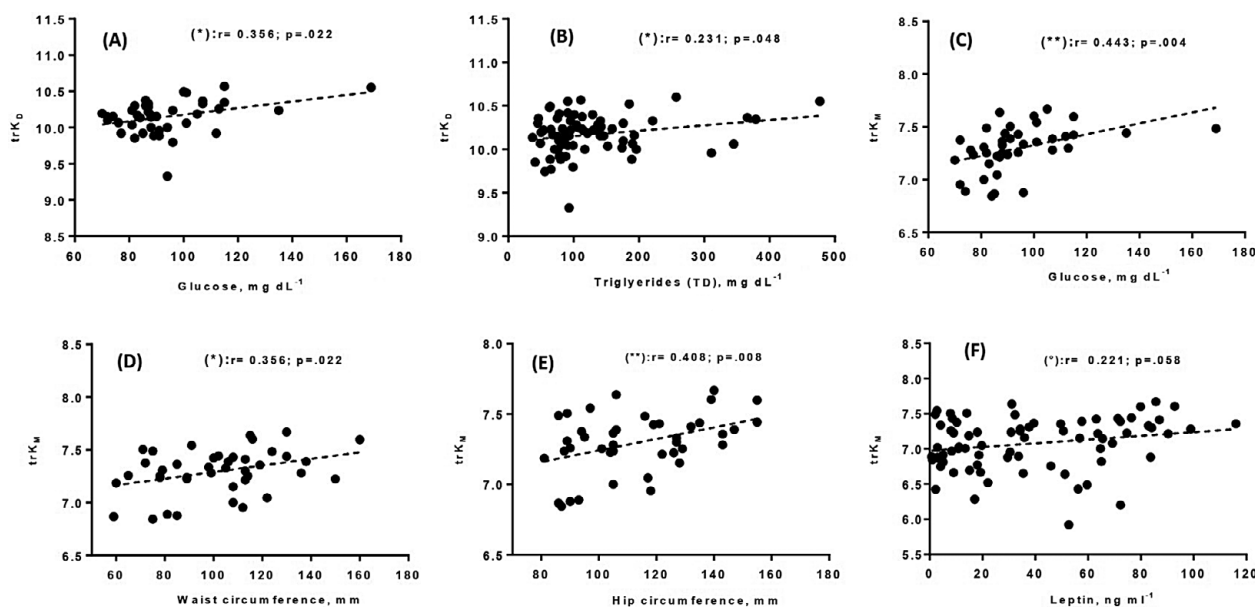 (A)
(*):r= 0.356; p=.022
trK_D
11.5
11.0
10.5
10.0
9.5
9.0
8.5
60 80 100 120 140 160 180
Glucose, mg dL⁻¹
(B)
(*):r= 0.231; p=.048
trK_D
11.5
11.0
10.5
10.0
9.5
9.0
0 100 200 300 400 500
Triglyerides (TD), mg dL⁻¹
(C)
(**):r= 0.443; p=.004
trK_M
8.5
8.0
7.5
7.0
6.5
60 80 100 120 140 160 180
Glucose, mg dL⁻¹
(D)
(*):r= 0.356; p=.022
trK_M
8.5
8.0
7.5
7.0
6.5
60 80 100 120 140 160 180
Waist circumference, mm
(E)
(**):r= 0.408; p=.008
trK_M
8.0
7.5
7.0
6.5
80 100 120 140 160 180
Hip circumference, mm
(F)
(°):r= 0.221; p=.058
trK_M
8.5
8.0
7.5
7.0
6.5
6.0
5.5
0 20 40 60 80 100 120
Leptin, ng ml⁻¹